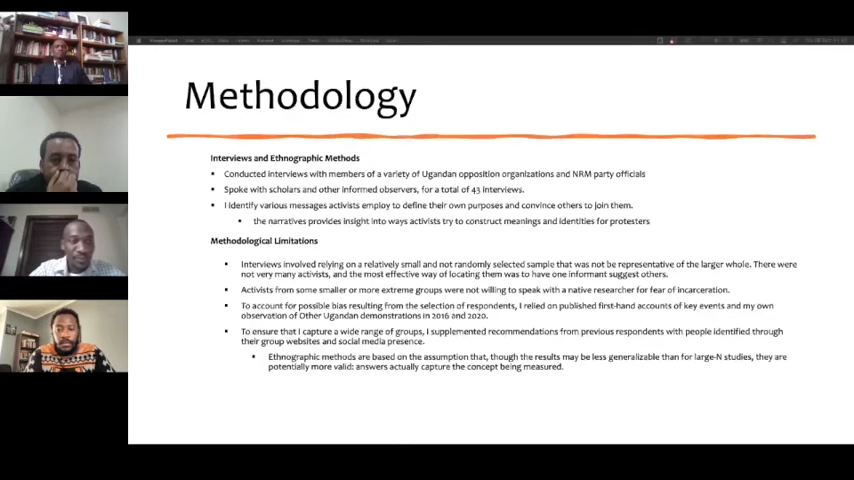 Methodology
Interviews and Ethnographic Methods
Conducted interviews with members of a variety of Ugandan opposition organizations and NRM party officials
Spoke with scholars and other informed observers, for a total of 43 interviews.
I identify various messages activists employ to define their own purposes and convince others to join them.
the narratives provides insight into ways activists try to construct meanings and identities for protesters
Methodological Limitations
Interviews involved relying on a relatively small and not randomly selected sample that was not be representative of the larger whole. There were
not very many activists, and the most effective way of locating them was to have one informant suggest others.
Activists from some smaller or more extreme groups were not willing to speak with a native researcher for fear of incarceration.
To account for possible bias resulting from the selection of respondents, I relied on published first-hand accounts of key events and my own
observation of Other Ugandan demonstrations in 2016 and 2020.
To ensure that I capture a wide range of groups, I supplemented recommendations from previous respondents with people identified through
their group websites and social media presence.
Ethnographic methods are based on the assumption that, though the results may be less generalizable than for large-N studies, they are
potentially more valid: answers actually capture the concept being measured.